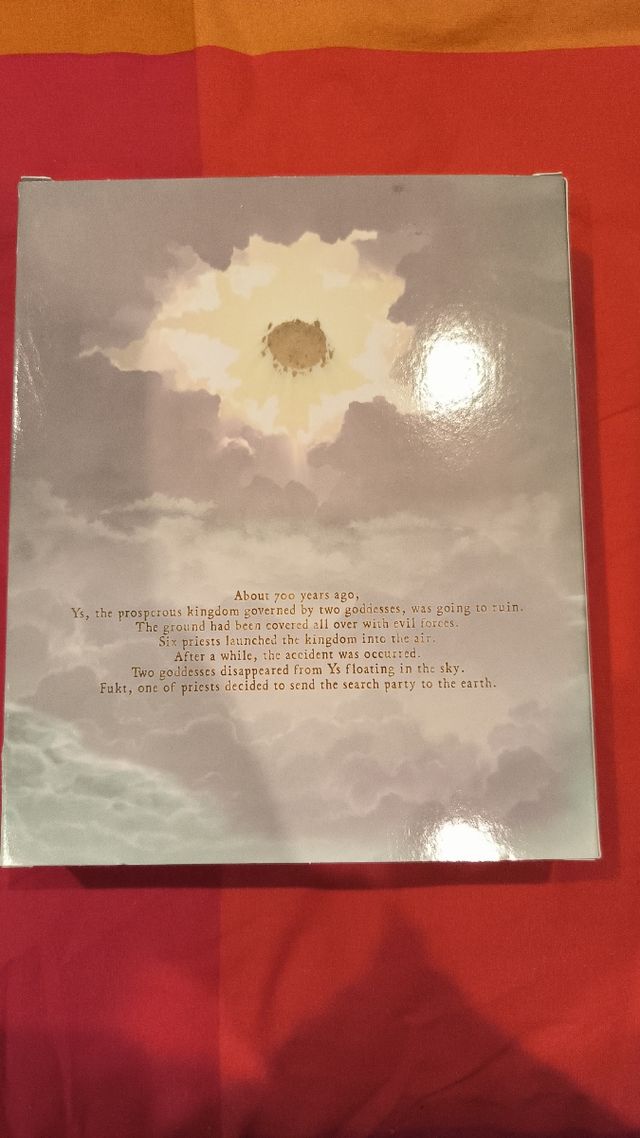 About 700 years ago,
Ys, the prosperous kingdom governed by two goddesses, was going to ruin.
The ground had been covered all over with evil forces.
Six priests launched the kingdom into the air.
After a while, the accident was occurred.
Two goddesses disappeared from Ys floating in the sky.
Fukt, one of priests decided to send the search party to the earth.